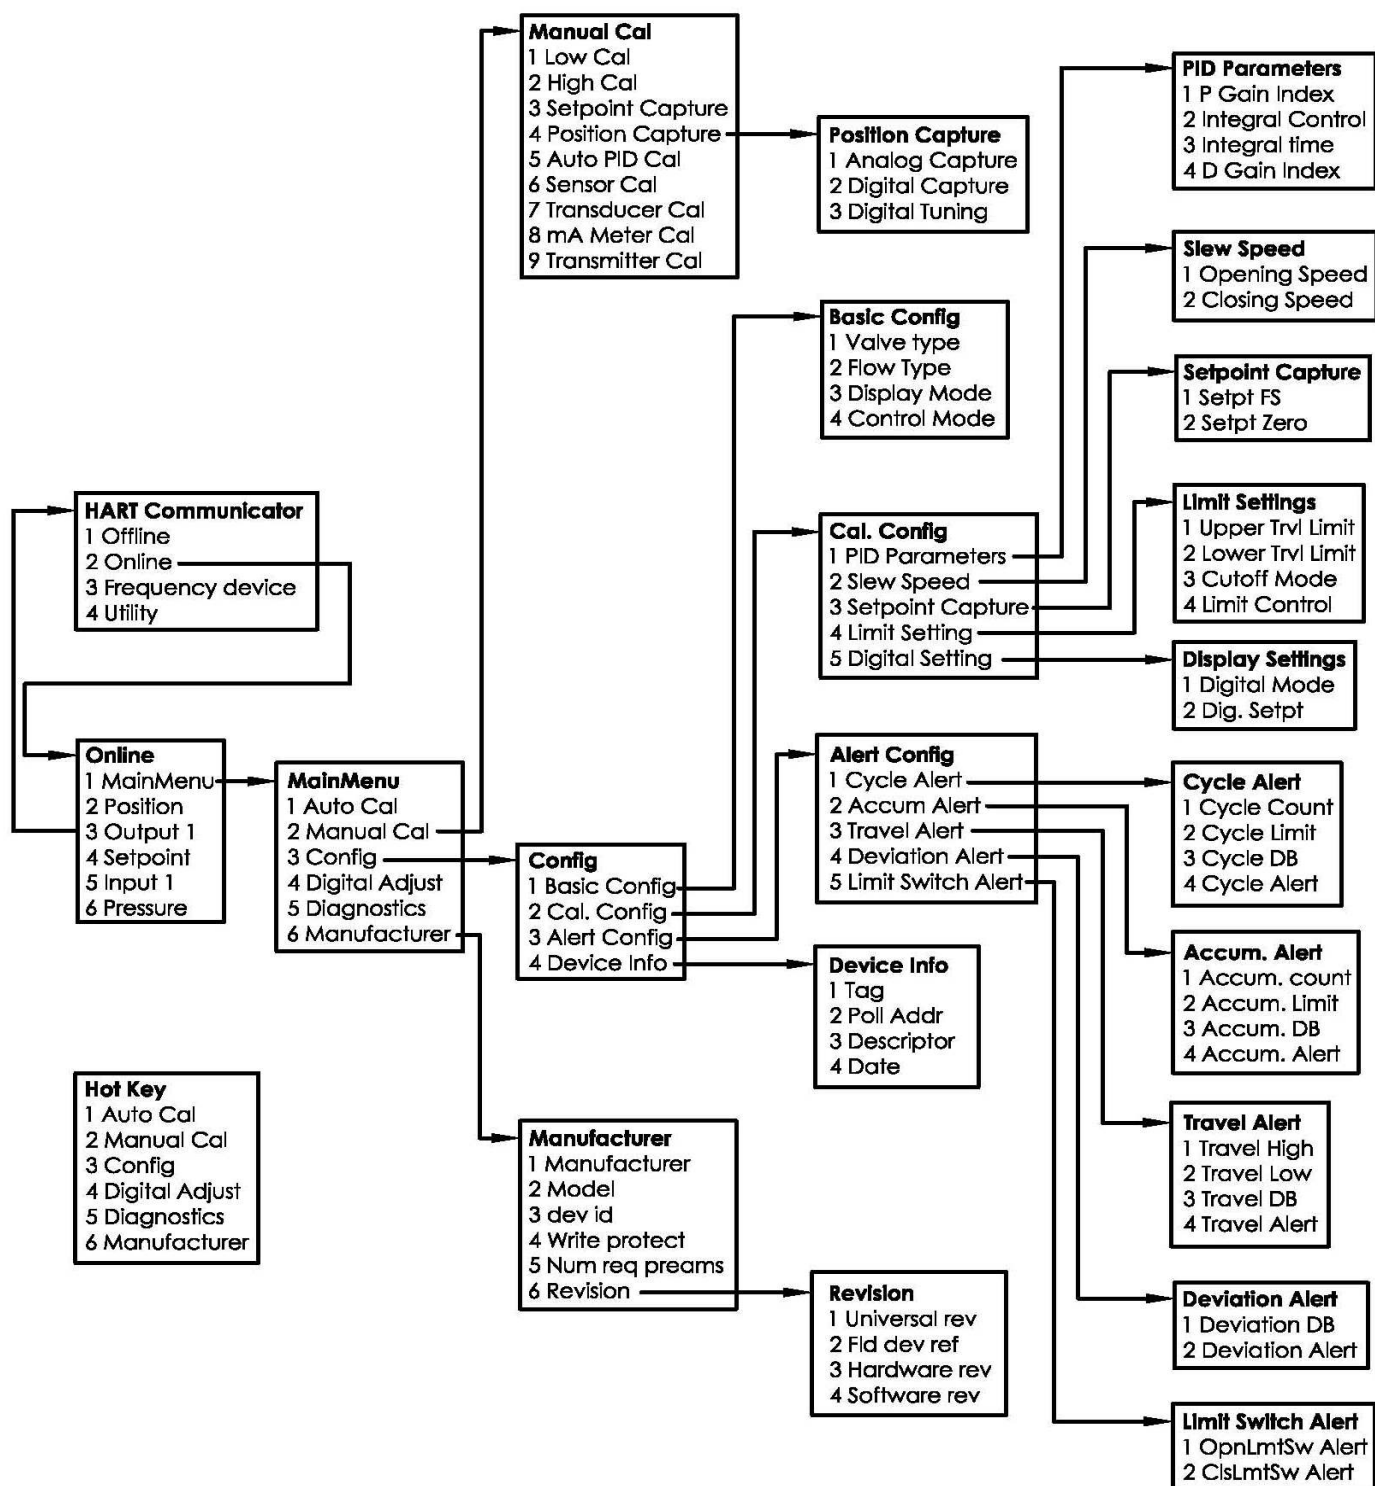 Manual Cal
1 Low Cal
2 High Cal
3 Setpoint Capture
4 Position Capture
5 Auto PID Cal
6 Sensor Cal
7 Transducer Cal
8 mA Meter Cal
9 Transmitter Cal
Position Capture
1 Analog Capture
2 Digital Capture
3 Digital Tuning
PID Parameters
1 P Gain Index
2 Integral Control
3 Integral time
4 D Gain Index
Slew Speed
1 Opening Speed
2 Closing Speed
Basic Config
1 Valve type
2 Flow Type
3 Display Mode
4 Control Mode
Setpoint Capture
1 Setpt FS
2 Setpt Zero
HART Communicator
1 Offline
2 Online
3 Frequency device
4 Utility
Cal. Config
1 PID Parameters
2 Slew Speed
3 Setpoint Capture
4 Limit Setting
5 Digital Setting
Limit Settings
1 Upper Trvl Limit
2 Lower Trvl Limit
3 Cutoff Mode
4 Limit Control
Display Settings
1 Digital Mode
2 Dig. Setpt
Online
1 MainMenu
2 Position
3 Output 1
4 Setpoint
5 Input 1
6 Pressure
MainMenu
1 Auto Cal
2 Manual Cal
3 Config
4 Digital Adjust
5 Diagnostics
6 Manufacturer
Config
1 Basic Config
2 Cal. Config
3 Alert Config
4 Device Info
Alert Config
1 Cycle Alert
2 Accum Alert
3 Travel Alert
4 Deviation Alert
5 Limit Switch Alert
Cycle Alert
1 Cycle Count
2 Cycle Limit
3 Cycle DB
4 Cycle Alert
Device Info
1 Tag
2 Poll Addr
3 Descriptor
4 Date
Accum. Alert
1 Accum. count
2 Accum. Limit
3 Accum. DB
4 Accum. Alert
Hot Key
1 Auto Cal
2 Manual Cal
3 Config
4 Digital Adjust
5 Diagnostics
6 Manufacturer
Manufacturer
1 Manufacturer
2 Model
3 dev id
4 Write protect
5 Num req preams
6 Revision
Travel Alert
1 Travel High
2 Travel Low
3 Travel DB
4 Travel Alert
Revision
1 Universal rev
2 Fld dev ref
3 Hardware rev
4 Software rev
Deviation Alert
1 Deviation DB
2 Deviation Alert
Limit Switch Alert
1 OpnLmtSw Alert
2 ClsLmtSw Alert